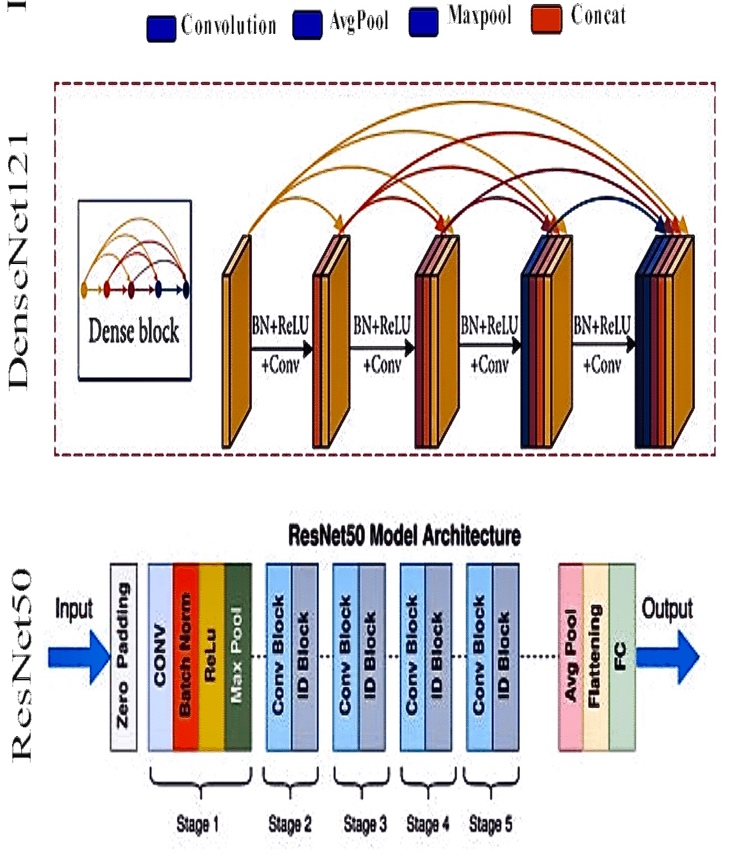 Convolution AvgPool Maxpool Concat
DenseNet121
Dense block
BN+ReLU
+Conv
BN+ReLU
+Conv
BN+ReLU
+Conv
BN+ReLU
+Conv
ResNet50
ResNet50 Model Architecture
Input
Zero Padding
CONV
Batch Norm
ReLu
Max Pool
Conv Block
ID Block
Conv Block
ID Block
Conv Block
ID Block
Conv Block
ID Block
Avg Pool
Flattening
FC
Output
Stage 1
Stage 2
Stage 3
Stage 4
Stage 5